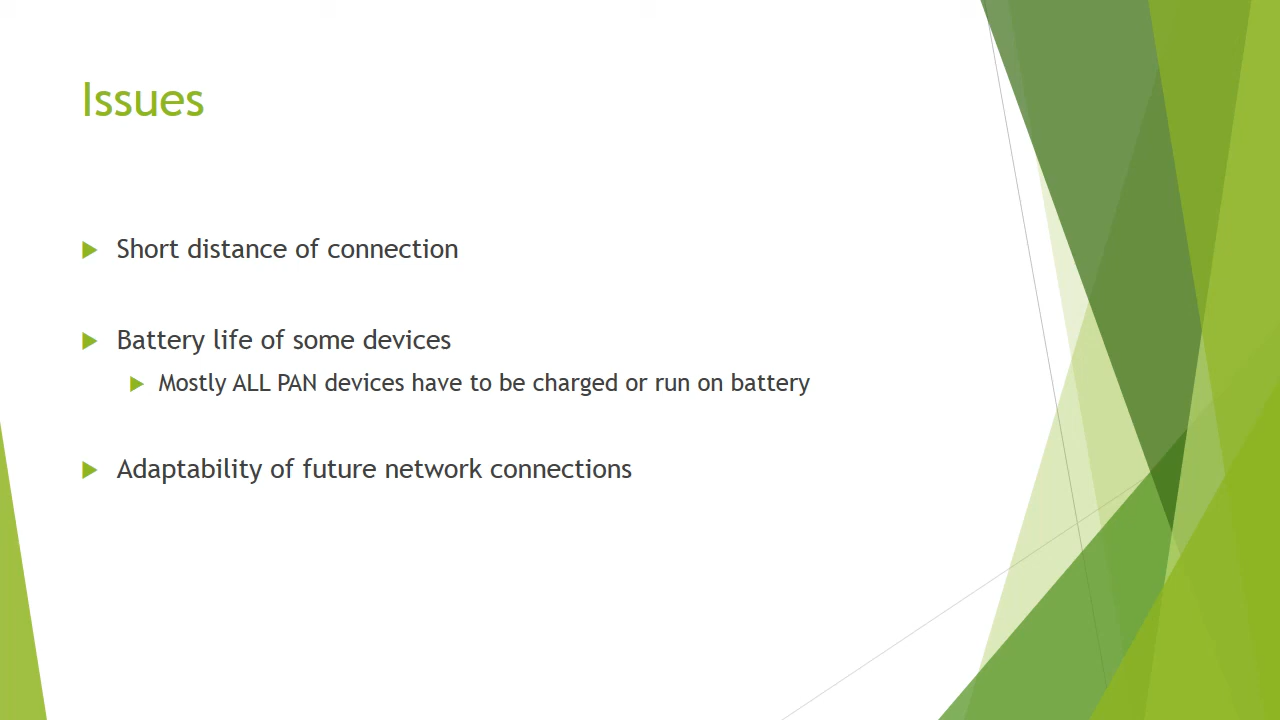 Issues
Short distance of connection
Battery life of some devices
Mostly ALL PAN devices have to be charged or run on battery
Adaptability of future network connections